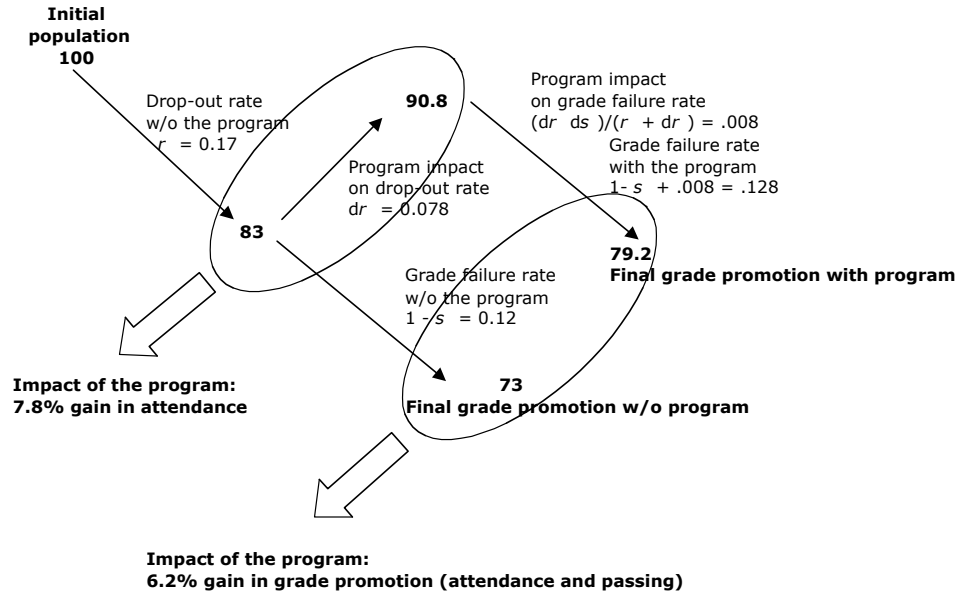 Initial
population
100
Drop-out rate
w/o the program
r = 0.17
90.8
Program impact
on grade failure rate
(dr ds )/(r + dr ) = .008
Grade failure rate
with the program
1- s + .008 = .128
Program impact
on drop-out rate
dr = 0.078
83
79.2
Final grade promotion with program
Grade failure rate
w/o the program
1 - s = 0.12
Impact of the program:
7.8% gain in attendance
73
Final grade promotion w/o program
Impact of the program:
6.2% gain in grade promotion (attendance and passing)